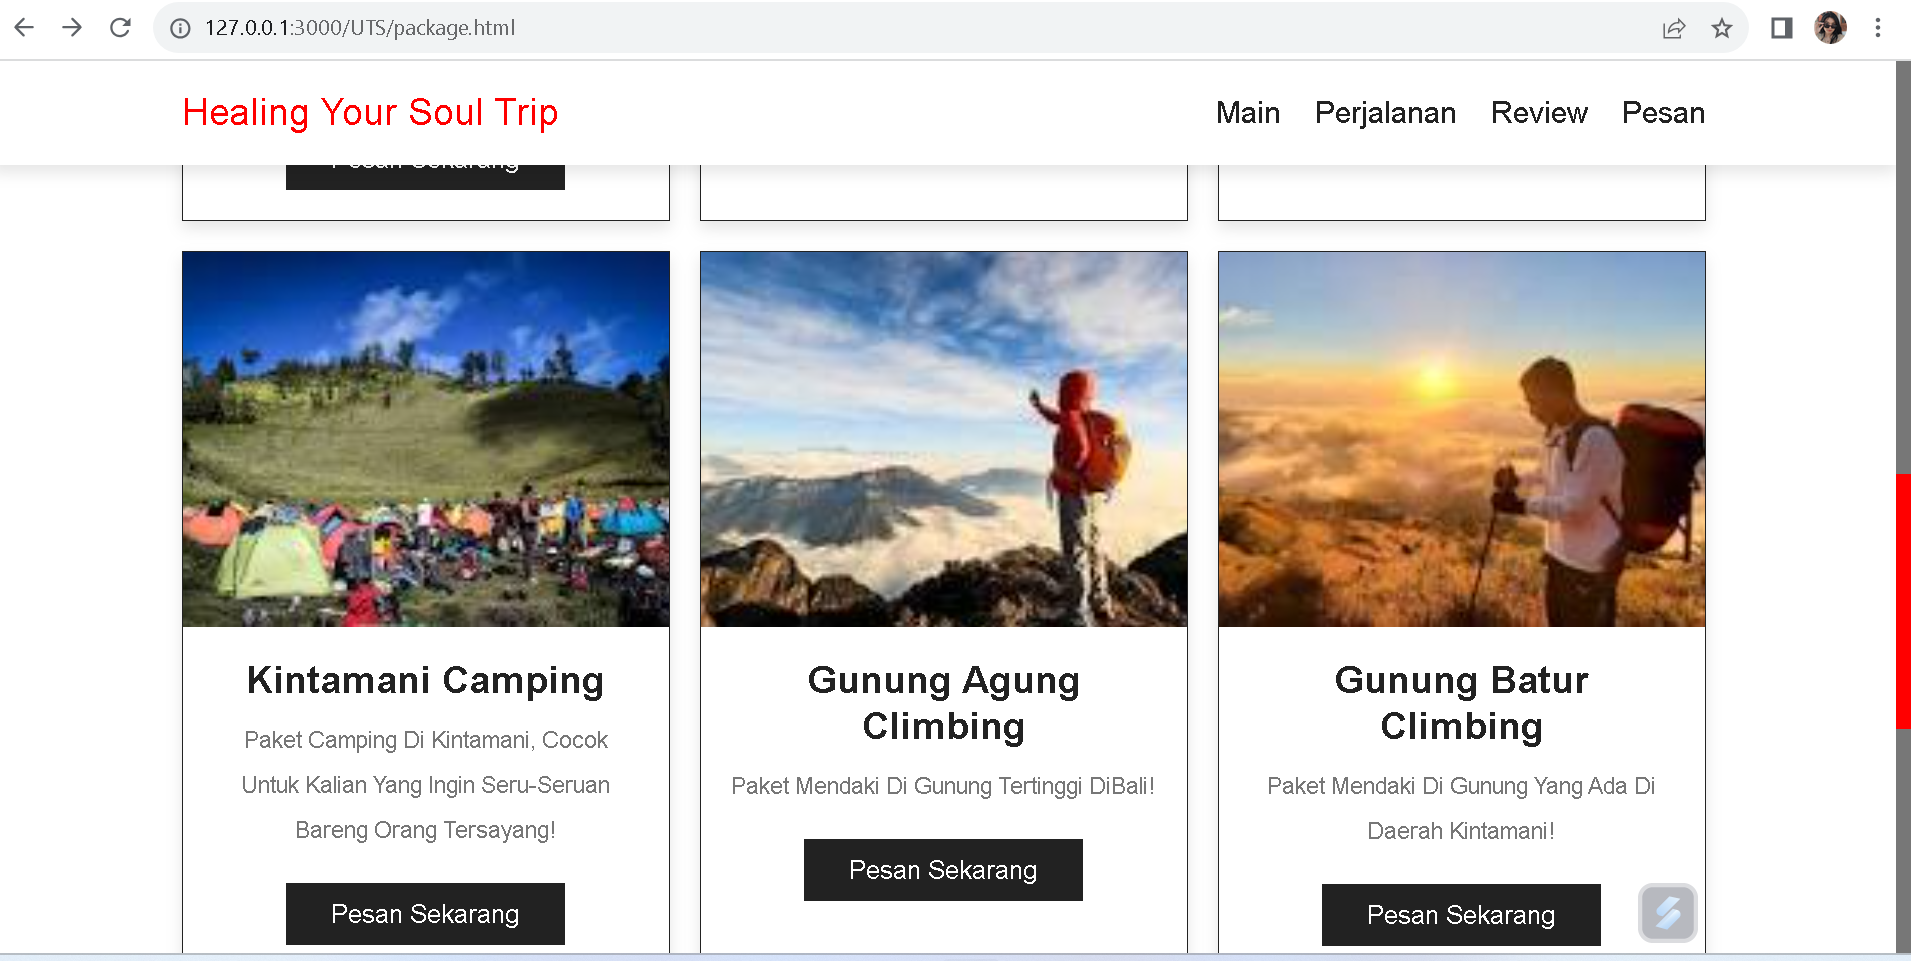 127.0.0.1:3000/UTS/package.html
Healing Your Soul Trip
Main Perjalanan Review Pesan
Pesan Sekarang
Kintamani Camping
Paket Camping Di Kintamani, Cocok
Untuk Kalian Yang Ingin Seru-Seruan
Bareng Orang Tersayang!
Pesan Sekarang
Gunung Agung
Climbing
Paket Mendaki Di Gunung Tertinggi DiBali!
Pesan Sekarang
Gunung Batur
Climbing
Paket Mendaki Di Gunung Yang Ada Di
Daerah Kintamani!
Pesan Sekarang